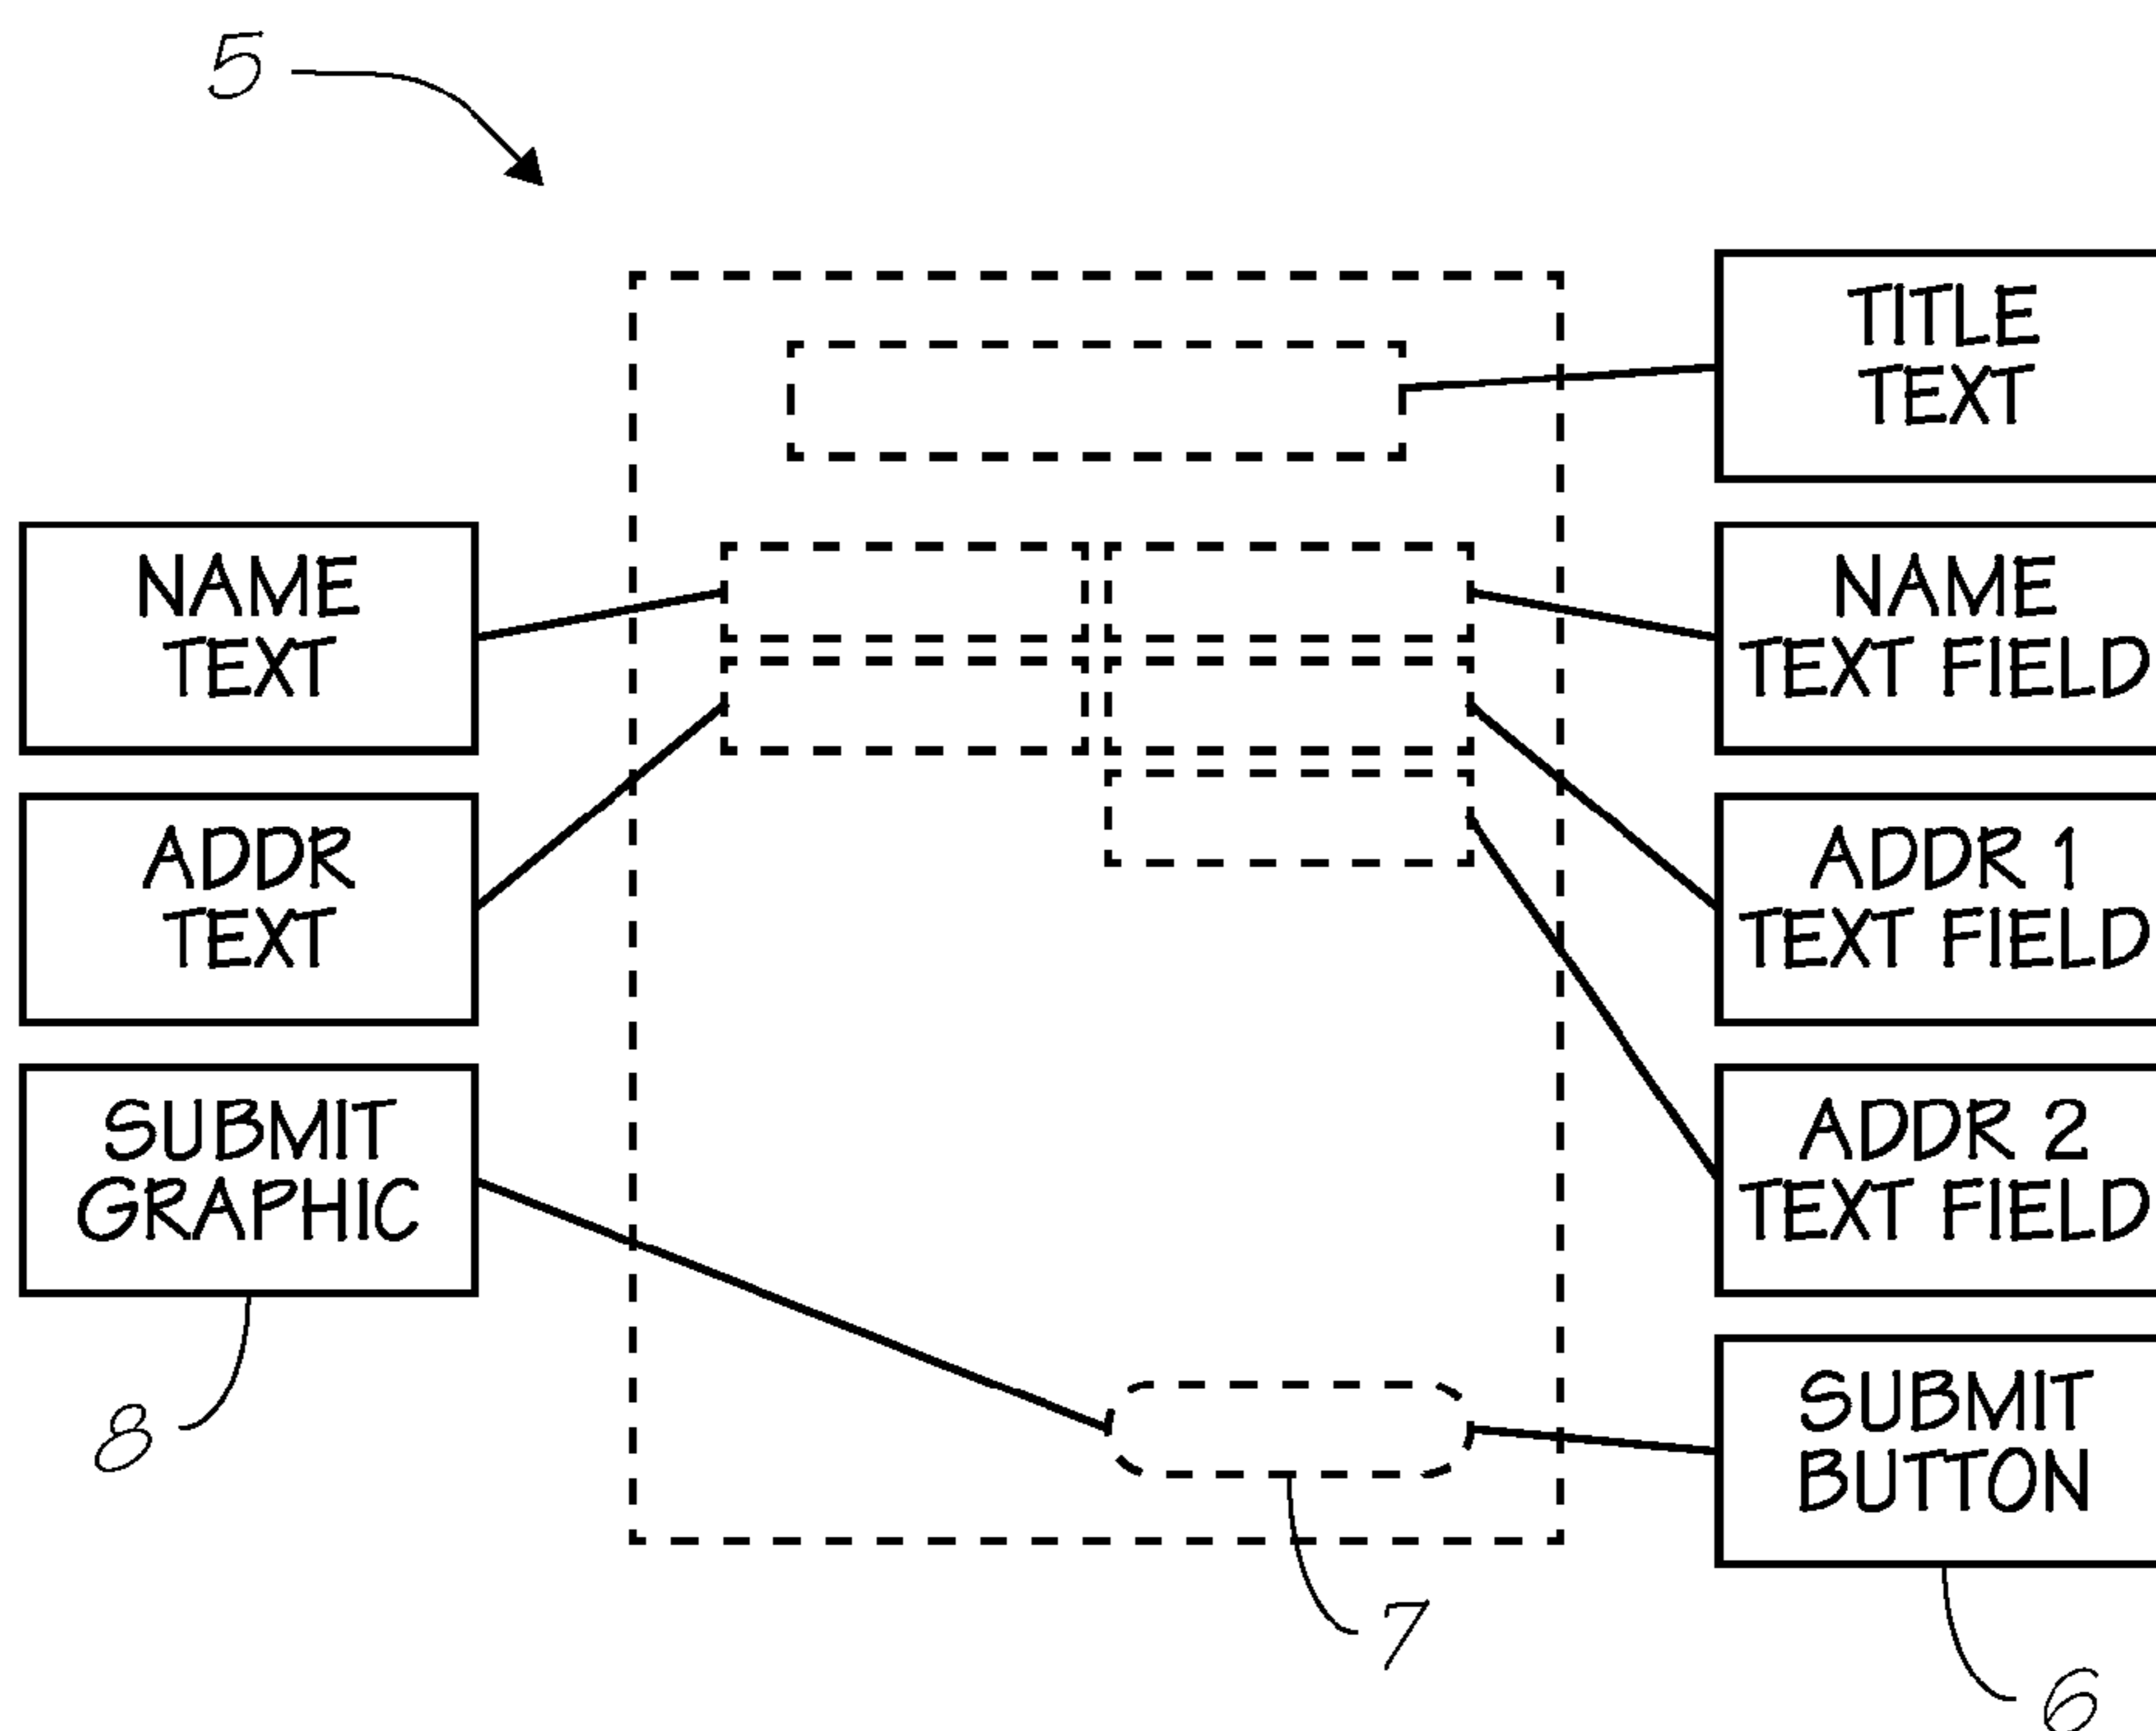 5
TITLE
TEXT
NAME
TEXT
NAME
TEXT FIELD
ADDR
TEXT
ADDR 1
TEXT FIELD
SUBMIT
GRAPHIC
ADDR 2
TEXT FIELD
SUBMIT
BUTTON
8
7
6